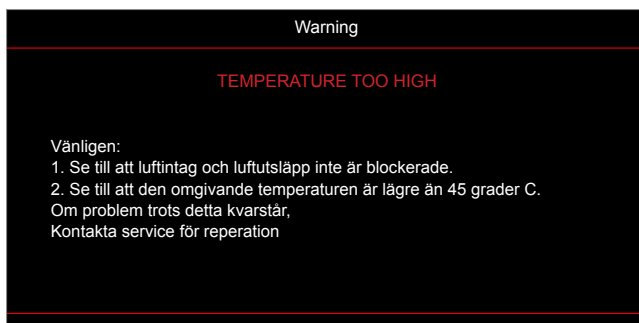 Warning
TEMPERATURE TOO HIGH
Vänligen:
1. Se till att luftintag och luftutsläpp inte är blockerade.
2. Se till att den omgivande temperaturen är lägre än 45 grader C.
Om problem trots detta kvarstår,
Kontakta service för reperation